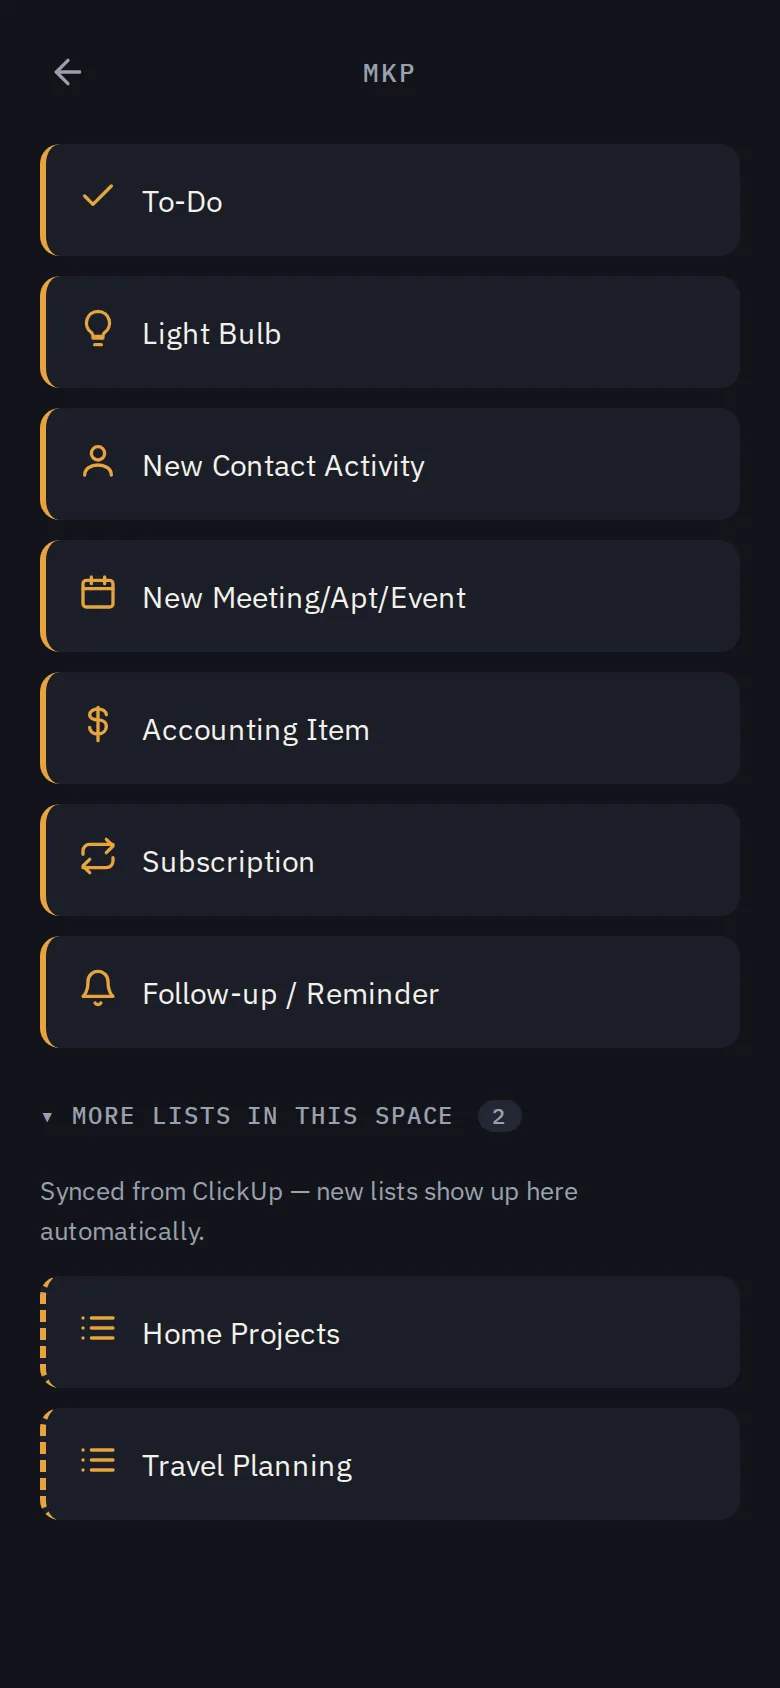 MKP
To-Do
Light Bulb
New Contact Activity
New Meeting/Apt/Event
Accounting Item
Subscription
Follow-up / Reminder
▾ MORE LISTS IN THIS SPACE 2
Synced from ClickUp — new lists show up here
automatically.
Home Projects
Travel Planning